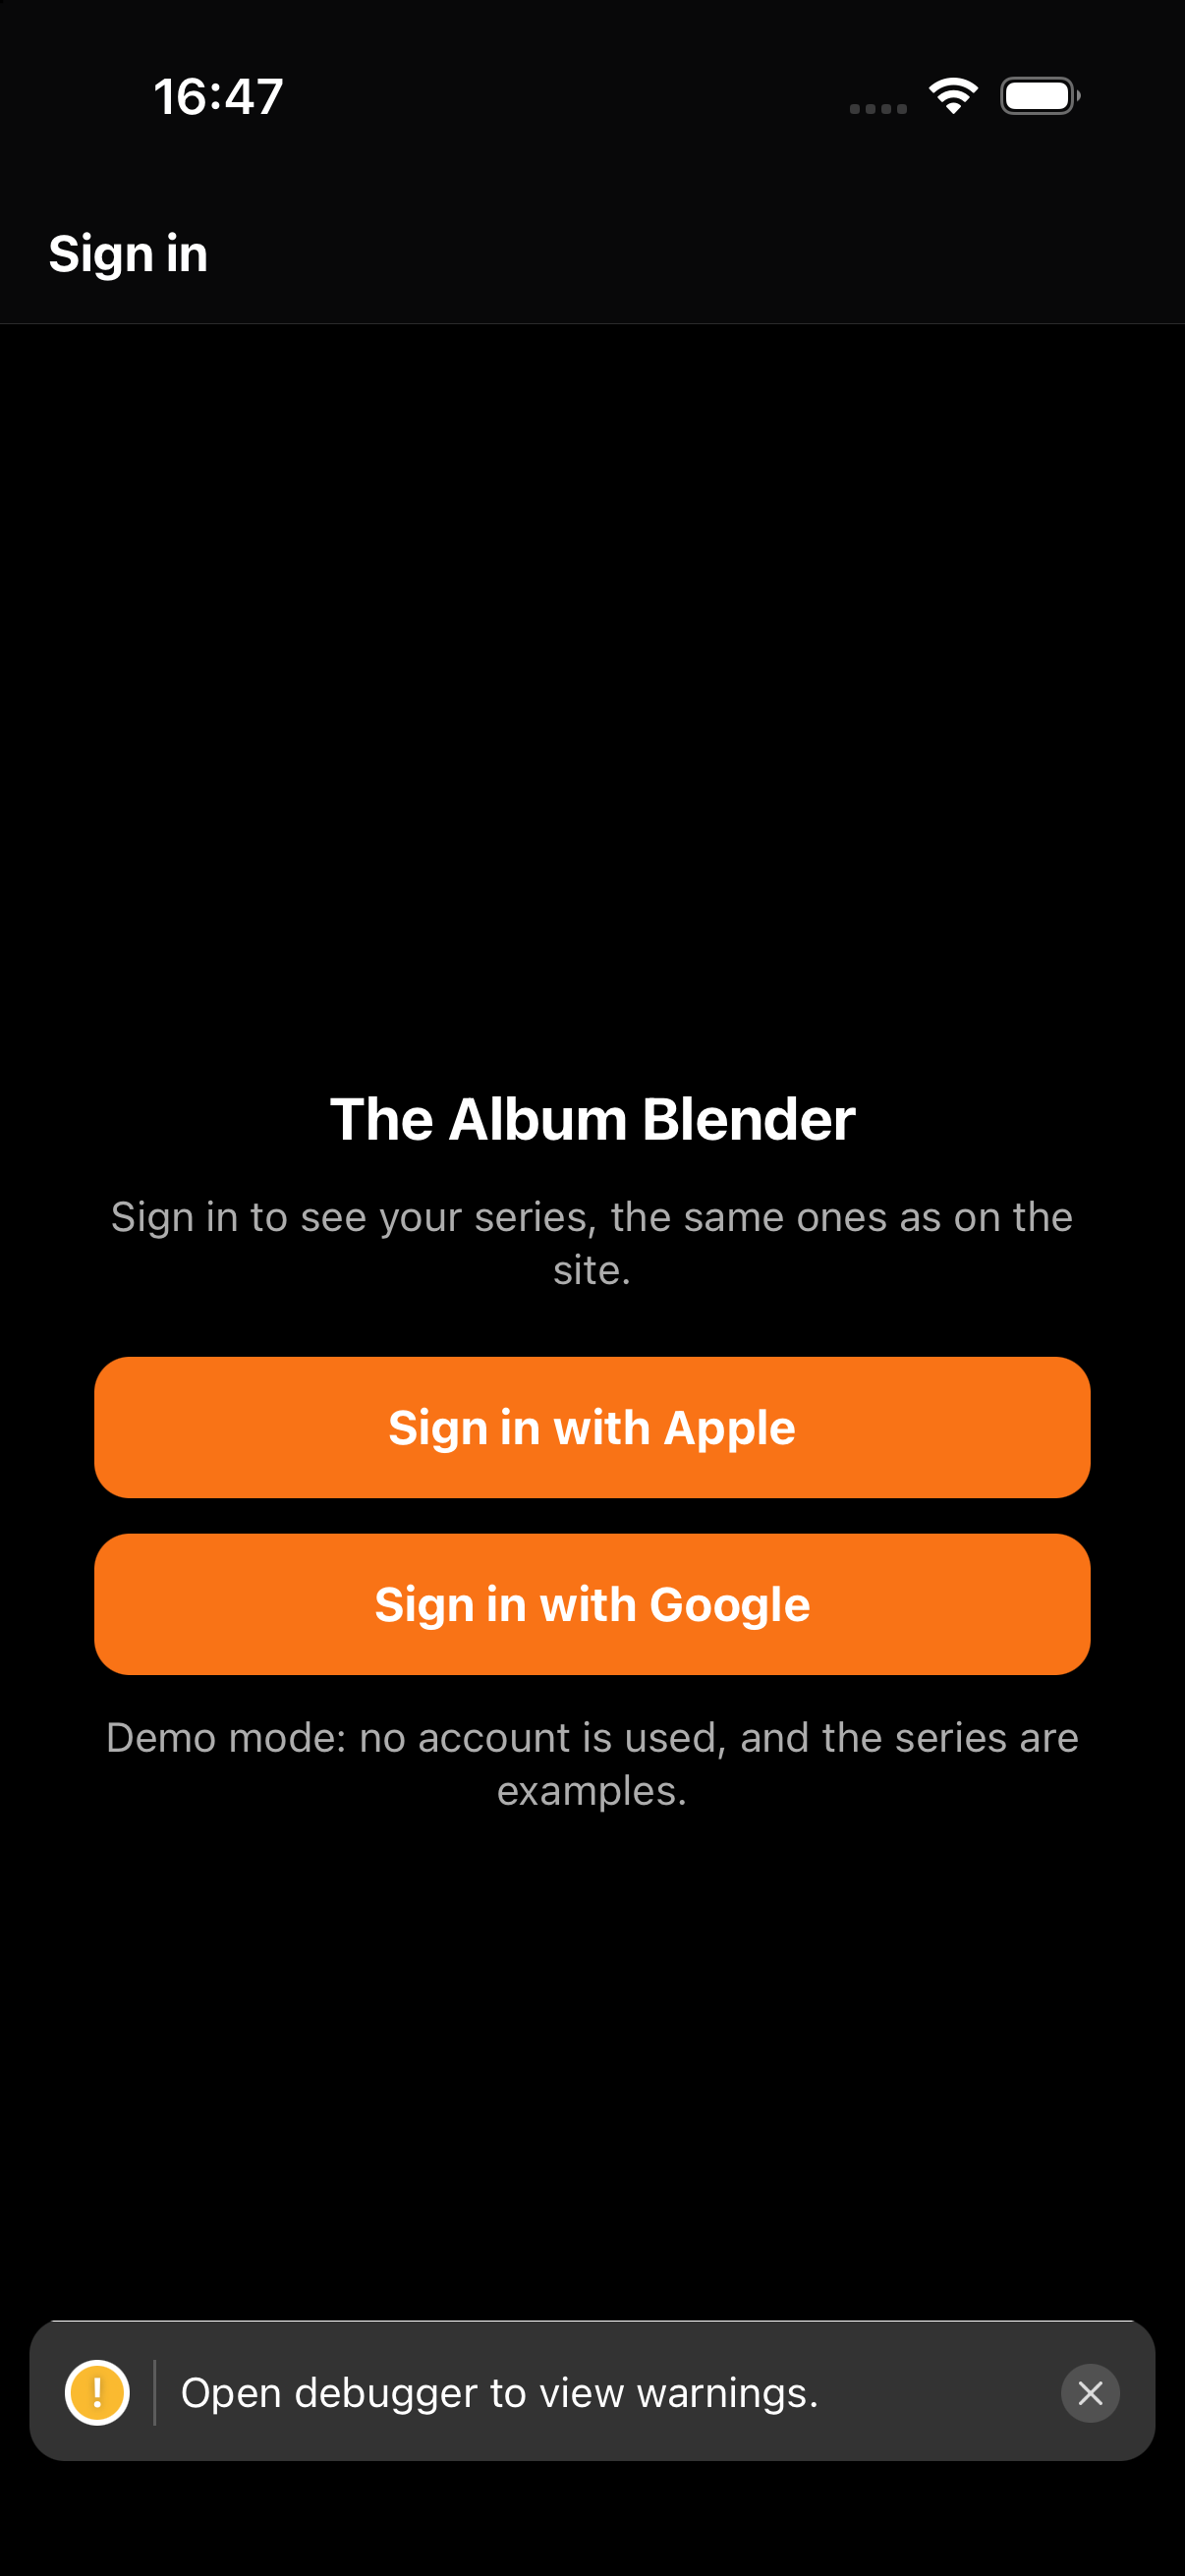 16:47
Sign in
The Album Blender
Sign in to see your series, the same ones as on the
site.
Sign in with Apple
Sign in with Google
Demo mode: no account is used, and the series are
examples.
! Open debugger to view warnings.